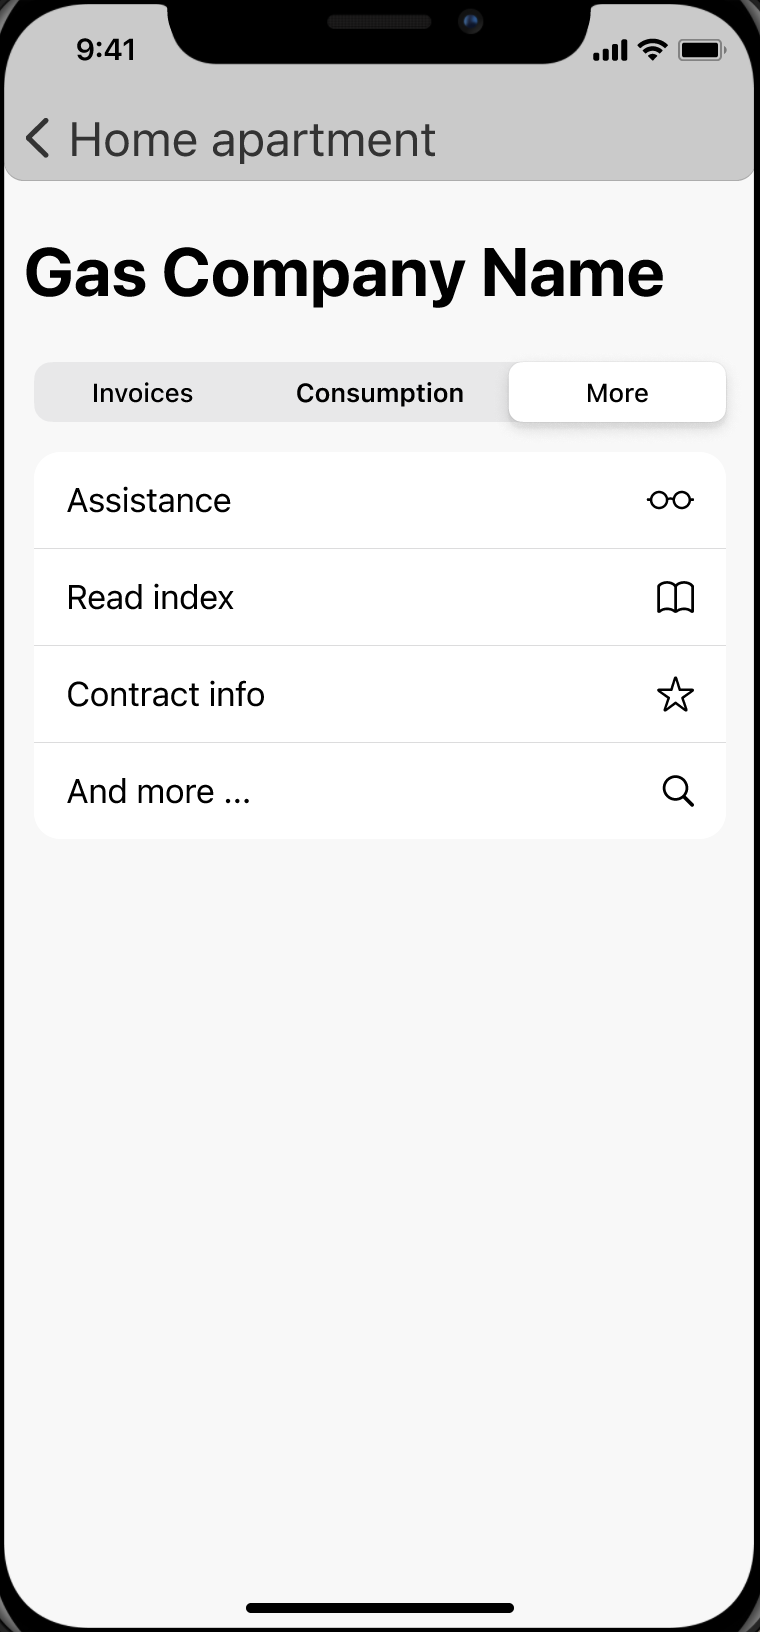 9:41
Home apartment
Gas Company Name
Invoices Consumption More
Assistance
Read index
Contract info
And more ...